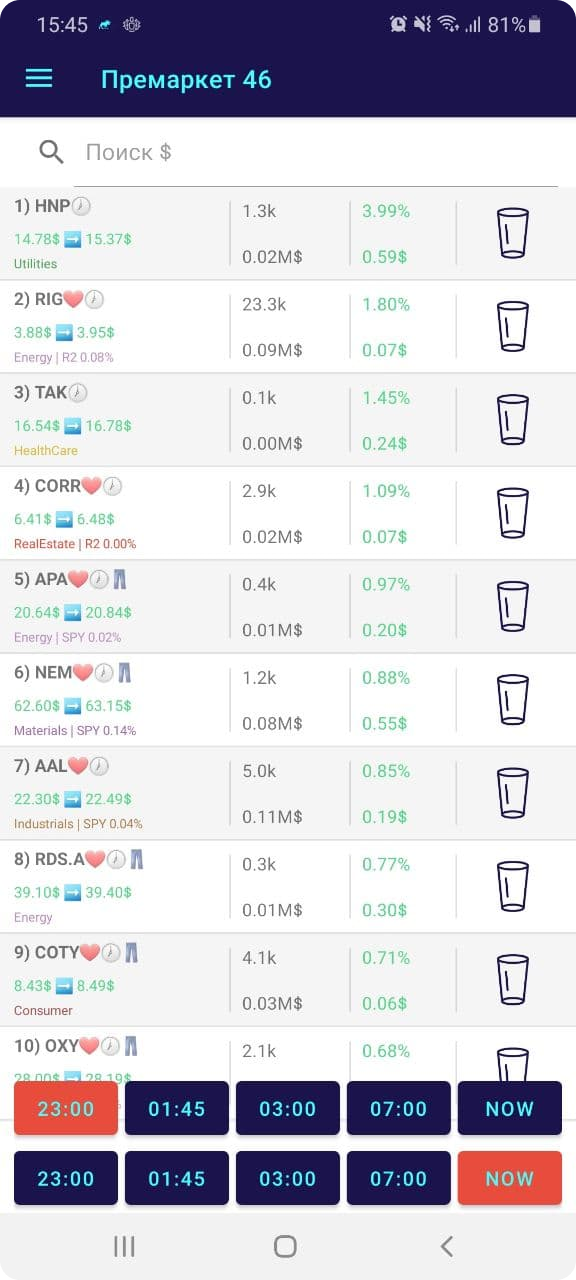 15:45 81%
Премаркет 46
Поиск $
1) HNP 1.3k 3.99%
14.78$ ➡ 15.37$ 0.02M$ 0.59$
Utilities
2) RIG 23.3k 1.80%
3.88$ ➡ 3.95$ 0.09M$ 0.07$
Energy | R2 0.08%
3) TAK 0.1k 1.45%
16.54$ ➡ 16.78$ 0.00M$ 0.24$
HealthCare
4) CORR 2.9k 1.09%
6.41$ ➡ 6.48$ 0.02M$ 0.07$
RealEstate | R2 0.00%
5) APA 0.4k 0.97%
20.64$ ➡ 20.84$ 0.01M$ 0.20$
Energy | SPY 0.02%
6) NEM 1.2k 0.88%
62.60$ ➡ 63.15$ 0.08M$ 0.55$
Materials | SPY 0.14%
7) AAL 5.0k 0.85%
22.30$ ➡ 22.49$ 0.11M$ 0.19$
Industrials | SPY 0.04%
8) RDS.A 0.3k 0.77%
39.10$ ➡ 39.40$ 0.01M$ 0.30$
Energy
9) COTY 4.1k 0.71%
8.43$ ➡ 8.49$ 0.03M$ 0.06$
Consumer
10) OXY 2.1k 0.68%
28.00$ ➡ 28.19$
23:00 01:45 03:00 07:00 NOW
23:00 01:45 03:00 07:00 NOW